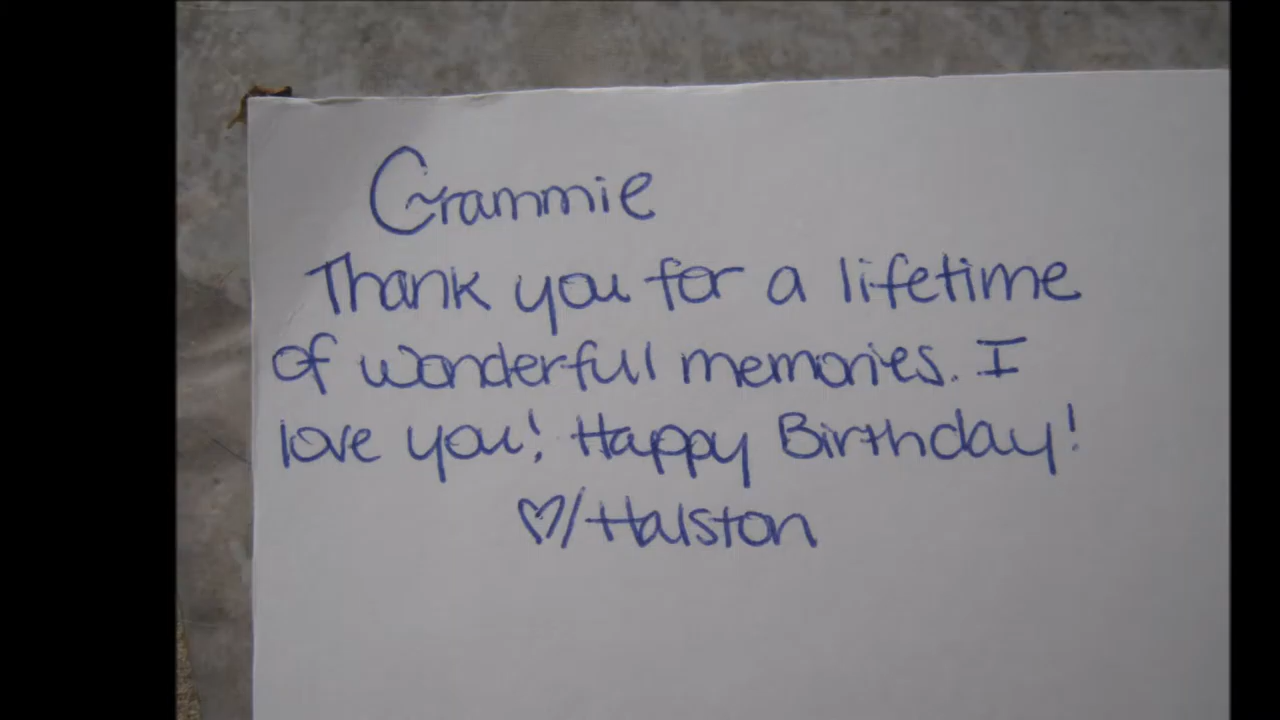 Grammie
Thank you for a lifetime
of wonderful memories. I
love you! Happy Birthday!
♡/Halston